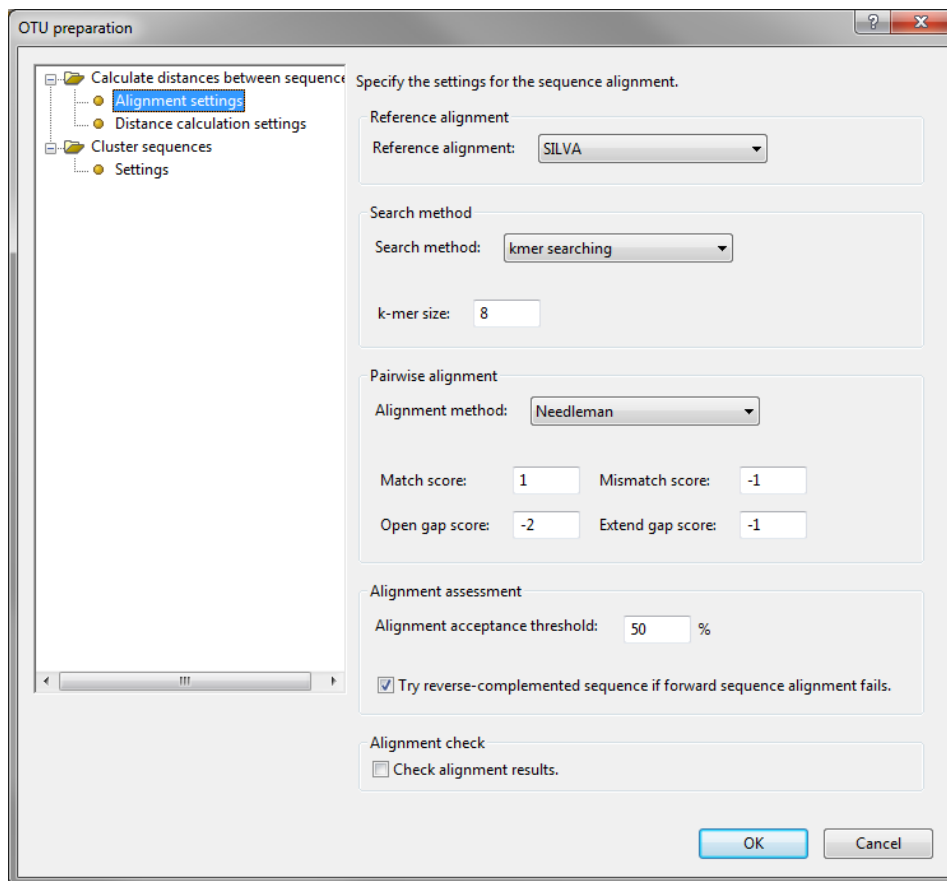 OTU preparation
Calculate distances between sequence
Alignment settings
Distance calculation settings
Cluster sequences
Settings
Specify the settings for the sequence alignment.
Reference alignment
Reference alignment: SILVA
Search method
Search method: kmer searching
k-mer size: 8
Pairwise alignment
Alignment method: Needleman
Match score: 1 Mismatch score: -1
Open gap score: -2 Extend gap score: -1
Alignment assessment
Alignment acceptance threshold: 50 %
Try reverse-complemented sequence if forward sequence alignment fails.
Alignment check
Check alignment results.
OK Cancel